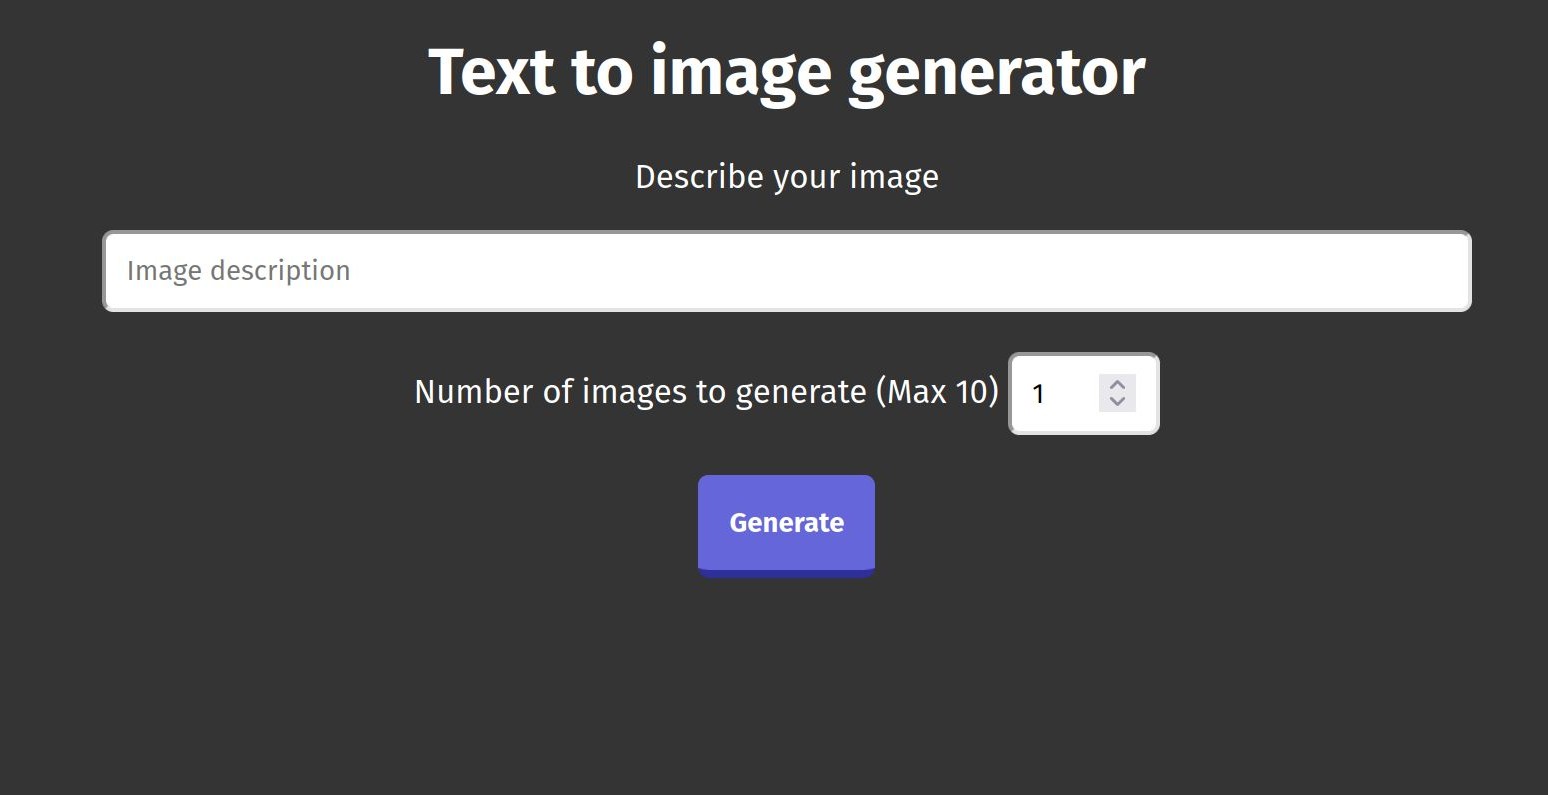 Text to image generator
Describe your image
Image description
Number of images to generate (Max 10) 1
Generate